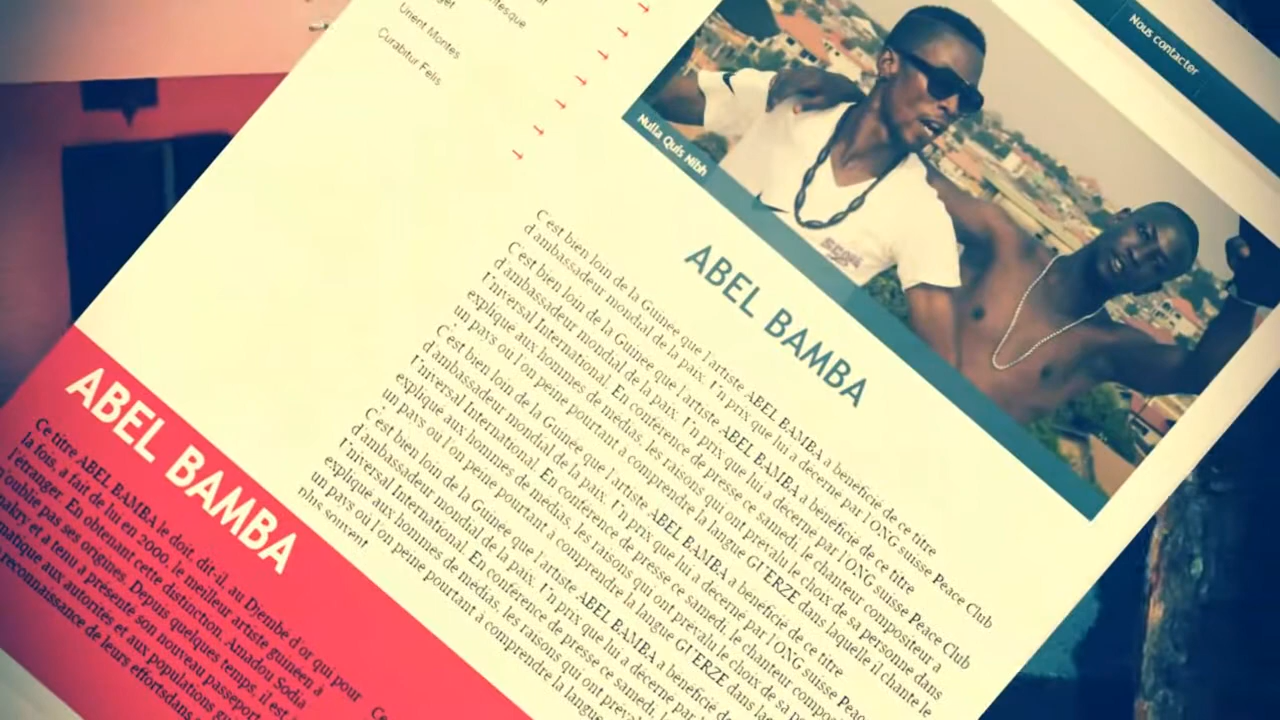 Urient Montes
Curabitur Felis
Nous contacter
Nulla Quis Nibh
ABEL BAMBA
C'est bien loin de la Guinée que l'artiste ABEL BAMBA a bénéficié de ce titre
d'ambassadeur mondial de la paix. Un prix que lui a décerné par l'ONG suisse Peace Club
C'est bien loin de la Guinée que l'artiste ABEL BAMBA a bénéficié de ce titre
d'ambassadeur mondial de la paix. Un prix que lui a décerné par l'ONG suisse Peace Club
Universal International. En conférence de presse ce samedi, le chanteur compositeur a
expliqué aux hommes de médias, les raisons qui ont prévalu le choix de sa personne dans
un pays ou l'on peine pourtant à comprendre la langue GUERZE dans laquelle il chante le
C'est bien loin de la Guinée que l'artiste ABEL BAMBA a bénéficié de ce titre
d'ambassadeur mondial de la paix. Un prix que lui a décerné par l'ONG suisse Peace
Universal International. En conférence de presse ce samedi, le chanteur
expliqué aux hommes de médias, les raisons qui ont prévalu le choix de sa
un pays ou l'on peine pourtant à comprendre la langue GUERZE dans
C'est bien loin de la Guinée que l'artiste ABEL BAMBA a bénéficié de
d'ambassadeur mondial de la paix. Un prix que lui a décerné par
Universal International. En conférence de presse ce samedi,
expliqué aux hommes de médias, les raisons qui ont
un pays ou l'on peine pourtant à comprendre la langue
plus souvent
ABEL BAMBA
Ce titre ABEL BAMBA le doit, dit-il, au Djembé d'or qui pour
la fois, a fait de lui en 2000, le meilleur artiste guinéen à
l'étranger. En obtenant cette distinction, Amadou Sodia
oublié pas ses origines. Depuis quelques temps, il est
et a tenu à présenté son nouveau
aux autorités et aux populations
reconnaissance de leurs effortsdans